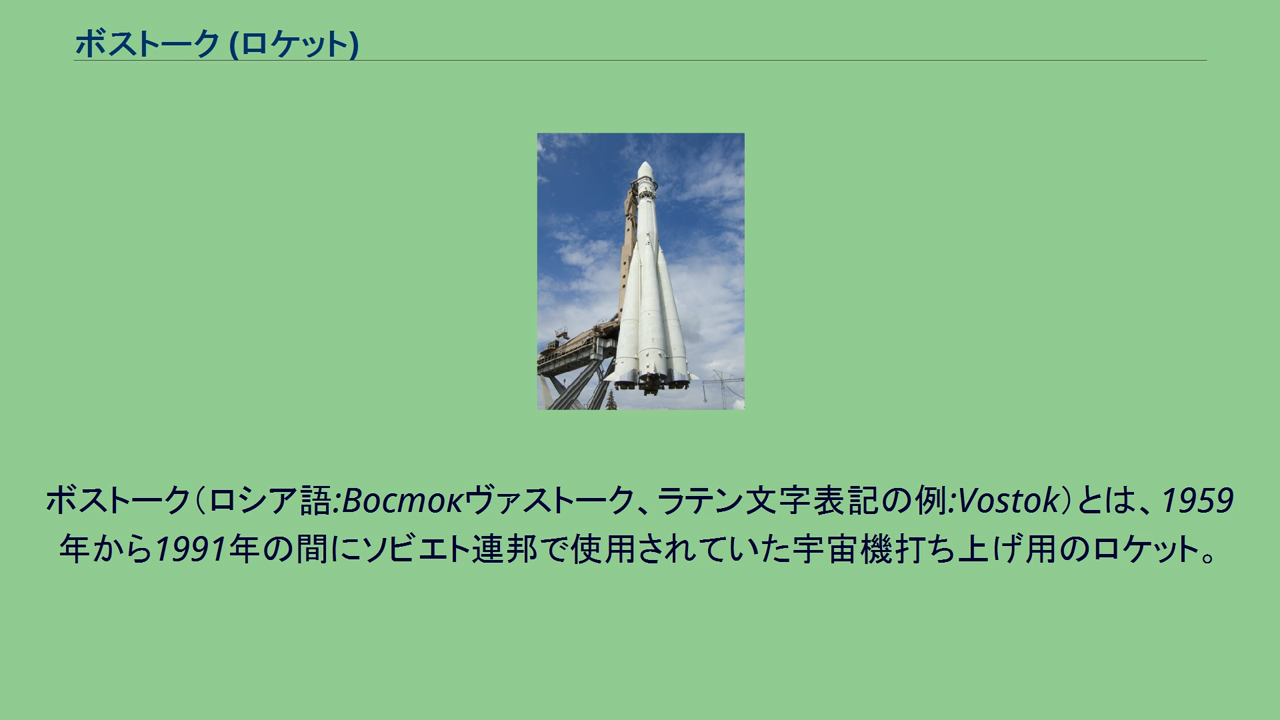 ボストーク (ロケット)
ボストーク（ロシア語:Востокヴァストーク、ラテン文字表記の例:Vostok）とは、1959
年から1991年の間にソビエト連邦で使用されていた宇宙機打ち上げ用のロケット。